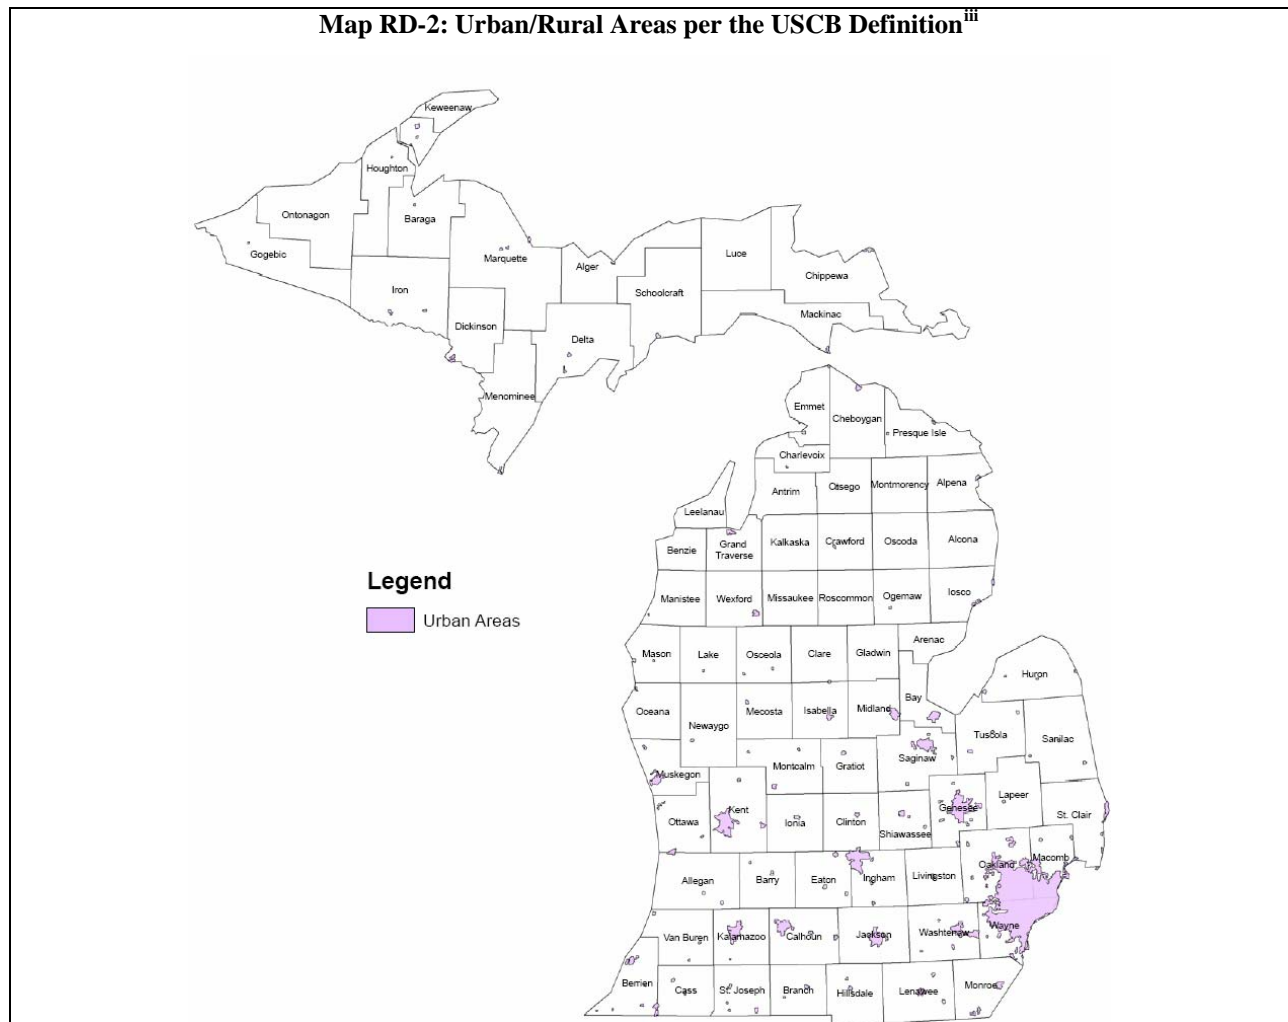 Map RD-2: Urban/Rural Areas per the USCB Definitioniii
Keweenaw
Houghton
Ontonagon
Baraga
Gogebic
Marquette
Alger
Luce
Chippewa
Iron
Schoolcraft
Mackinac
Dickinson
Delta
Menominee
Emmet
Cheboygan
Presque Isle
Charlevoix
Antrim
Otsego
Montmorency
Alpena
Leelanau
Benzie
Grand
Traverse
Kalkaska
Crawford
Oscoda
Alcona
Legend
Urban Areas
Manistee
Wexford
Missaukee
Roscommon
Ogemaw
Iosco
Mason
Lake
Osceola
Clare
Gladwin
Arenac
Huron
Oceana
Newaygo
Mecosta
Isabella
Midland
Bay
Tuscola
Sanilac
Muskegon
Montcalm
Gratiot
Saginaw
Lapeer
Ottawa
Kent
Ionia
Clinton
Shiawassee
Genesee
St. Clair
Allegan
Barry
Eaton
Ingham
Livingston
Oakland
Macomb
Van Buren
Kalamazoo
Calhoun
Jackson
Washtenaw
Wayne
Berrien
Cass
St. Joseph
Branch
Hillsdale
Lenawee
Monroe